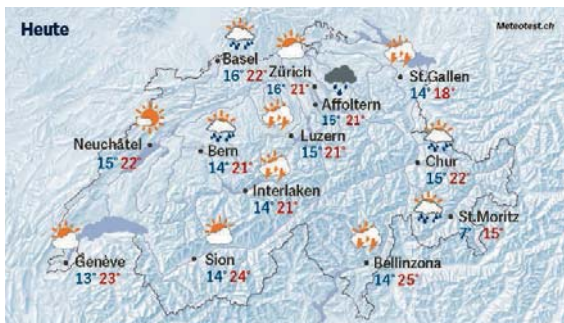 Heute
Meteotest.ch
Basel
16° 22°
Zürich
16° 21°
St.Gallen
14° 18°
Affoltern
15° 21°
Neuchâtel
15° 22°
Bern
14° 21°
Luzern
15° 21°
Chur
15° 22°
Interlaken
14° 21°
St.Moritz
7° 15°
Genève
13° 23°
Sion
14° 24°
Bellinzona
14° 25°